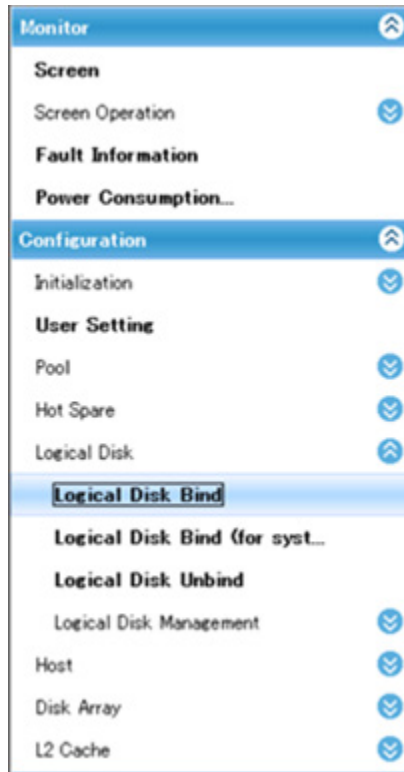 Monitor
Screen
Screen Operation
Fault Information
Power Consumption...
Configuration
Initialization
User Setting
Pool
Hot Spare
Logical Disk
Logical Disk Bind
Logical Disk Bind (for syst...
Logical Disk Unbind
Logical Disk Management
Host
Disk Array
L2 Cache